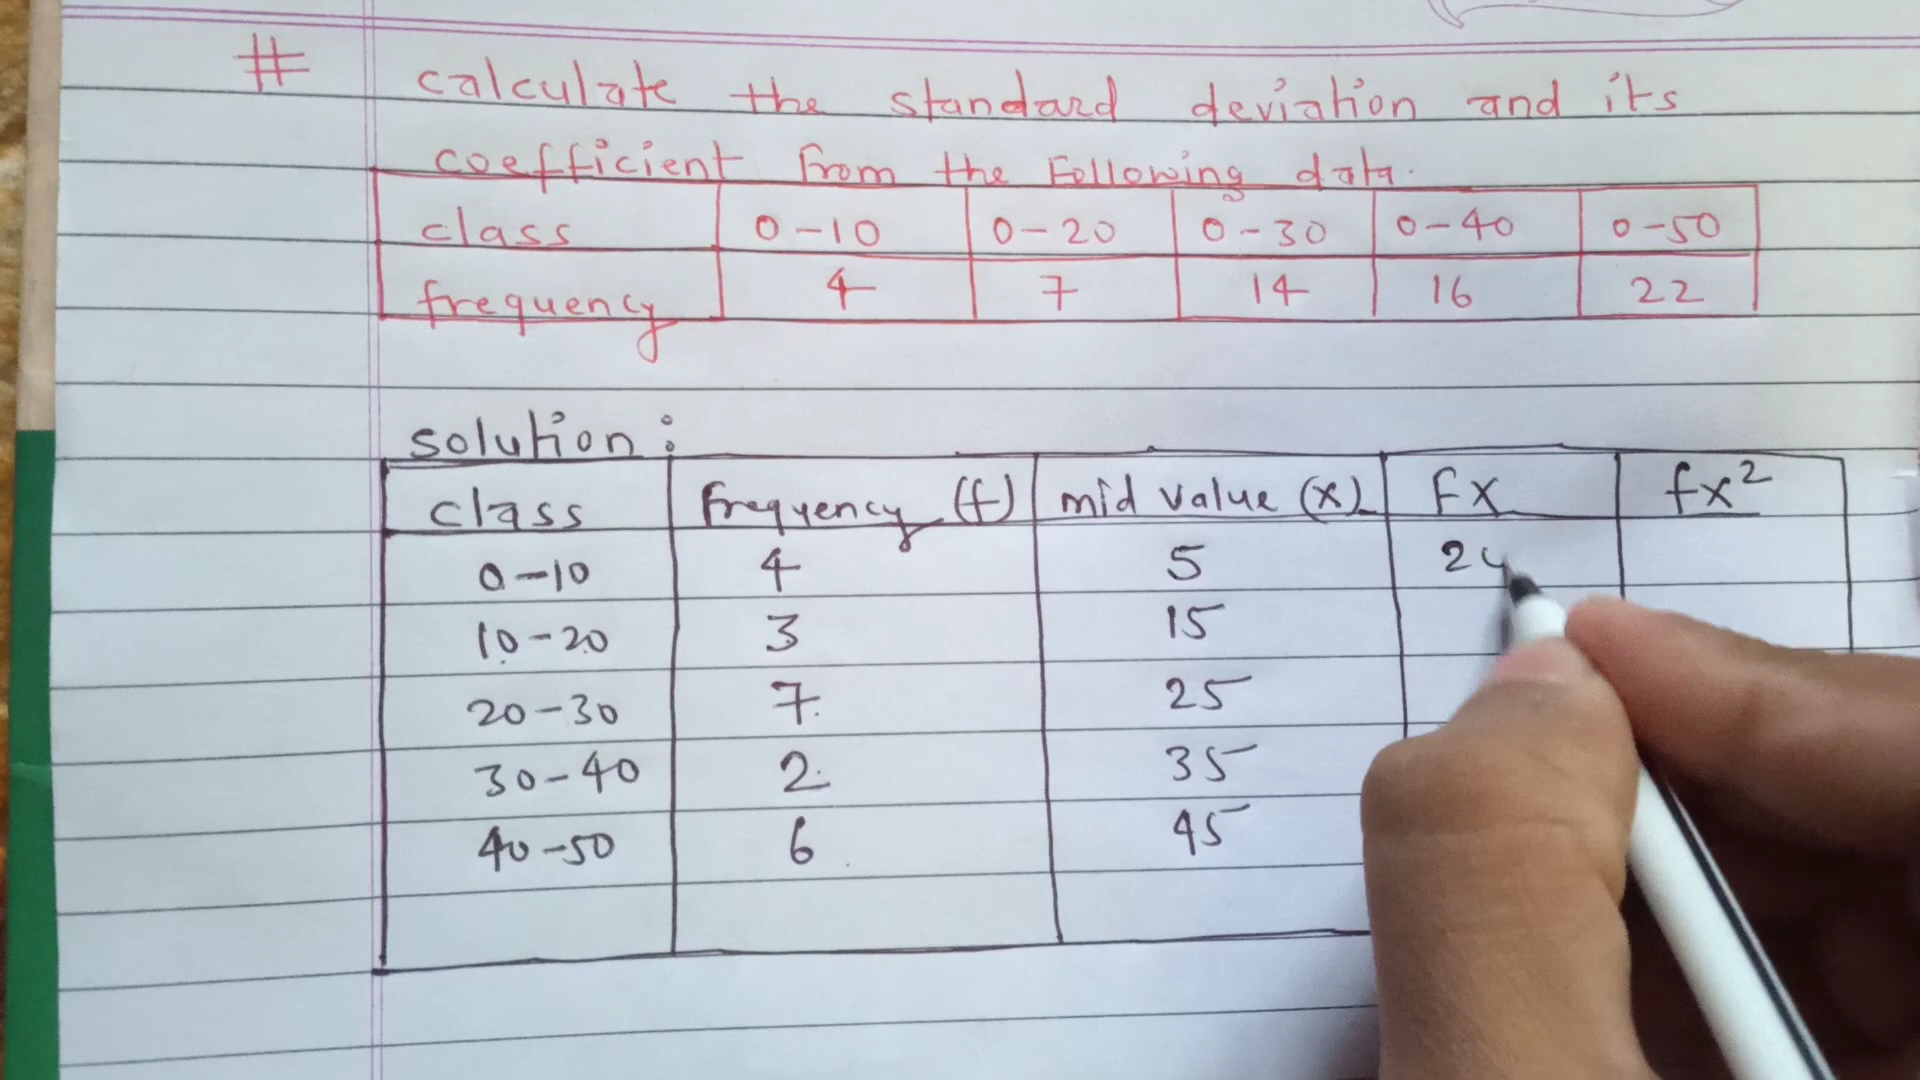 # calculate the standard deviation and its
coefficient from the Following data.
class 0-10 0-20 0-30 0-40 0-50
frequency 4 7 14 16 22
solution:
class Frequency (f) mid value (x) FX fx²
0-10 4 5 20
10-20 3 15
20-30 7 25
30-40 2 35
40-50 6 45